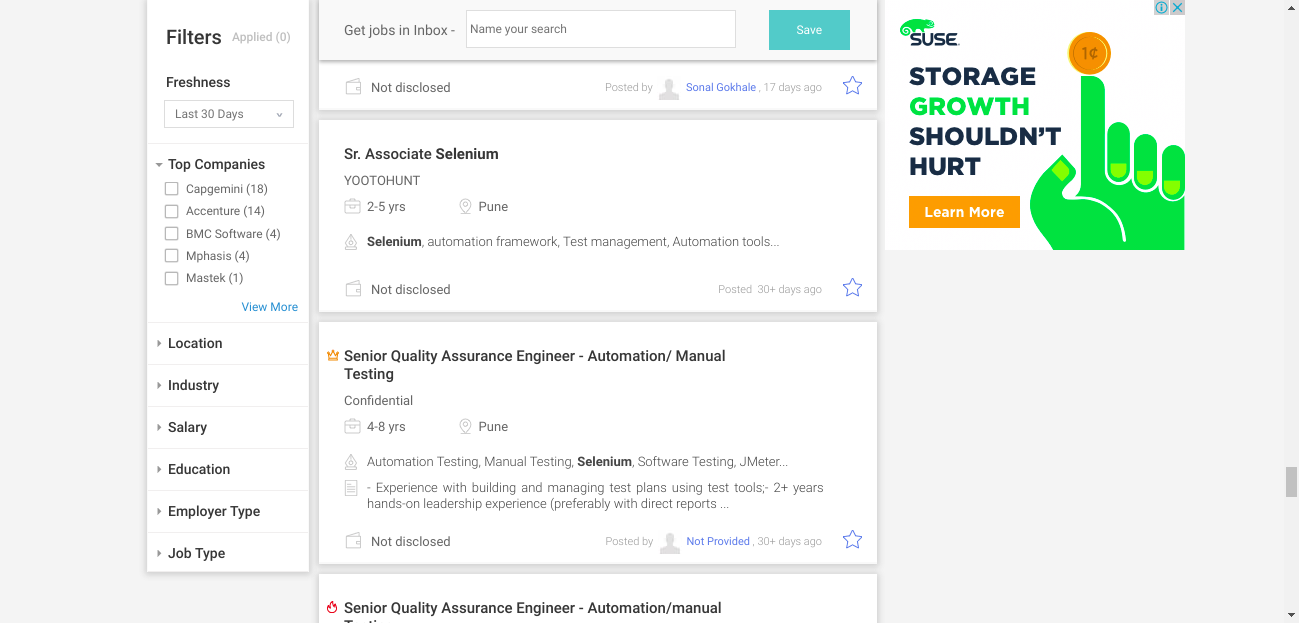 Filters Applied (0)
Freshness
Last 30 Days
Top Companies
Capgemini (18)
Accenture (14)
BMC Software (4)
Mphasis (4)
Mastek (1)
View More
Location
Industry
Salary
Education
Employer Type
Job Type
Get jobs in Inbox - Name your search Save
Not disclosed Posted by Sonal Gokhale , 17 days ago
Sr. Associate Selenium
YOOTOHUNT
2-5 yrs Pune
Selenium, automation framework, Test management, Automation tools...
Not disclosed Posted 30+ days ago
Senior Quality Assurance Engineer - Automation/ Manual
Testing
Confidential
4-8 yrs Pune
Automation Testing, Manual Testing, Selenium, Software Testing, JMeter...
- Experience with building and managing test plans using test tools;- 2+ years
hands-on leadership experience (preferably with direct reports ...
Not disclosed Posted by Not Provided , 30+ days ago
Senior Quality Assurance Engineer - Automation/manual
SUSE.
1¢
STORAGE
GROWTH
SHOULDN'T
HURT
Learn More